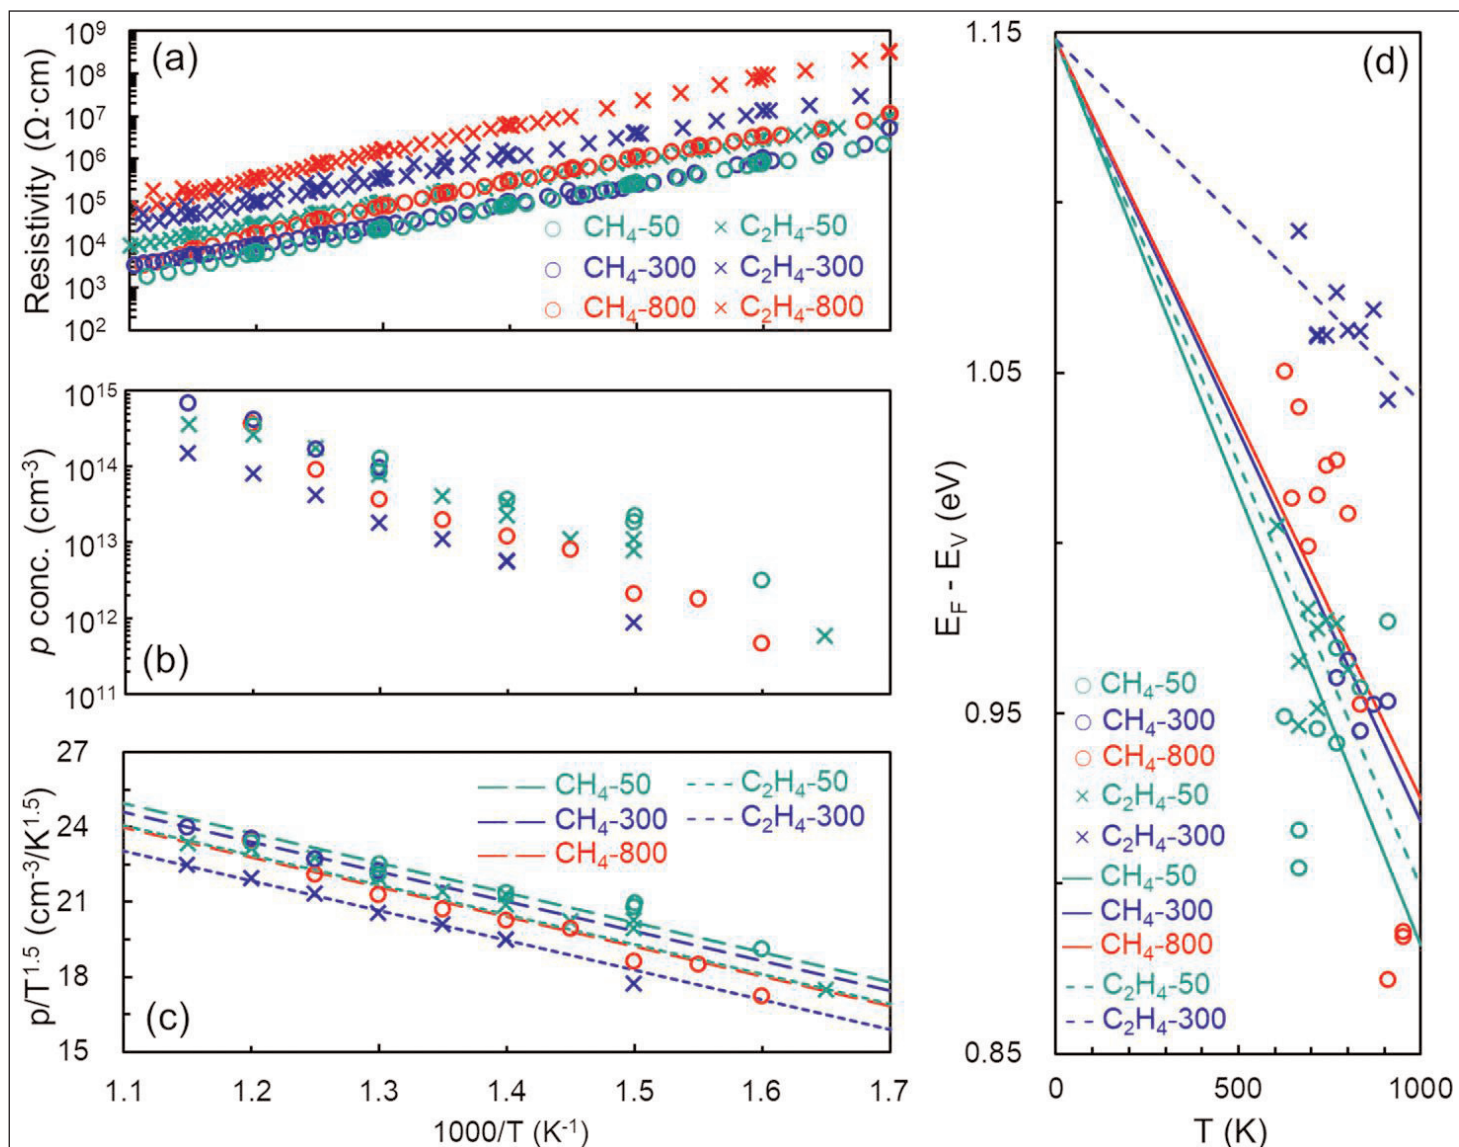 (a)
Resistivity (Ω·cm)
10⁹
10⁸
10⁷
10⁶
10⁵
10⁴
10³
10²
CH₄-50 C₂H₄-50
CH₄-300 C₂H₄-300
CH₄-800 C₂H₄-800
(b)
p conc. (cm⁻³)
10¹⁵
10¹⁴
10¹³
10¹²
10¹¹
(c)
p/T¹·⁵ (cm⁻³/K¹·⁵)
27
24
21
18
15
CH₄-50 C₂H₄-50
CH₄-300 C₂H₄-300
CH₄-800
1.1 1.2 1.3 1.4 1.5 1.6 1.7
1000/T (K⁻¹)
(d)
E_F - E_V (eV)
1.15
1.05
0.95
0.85
CH₄-50
CH₄-300
CH₄-800
C₂H₄-50
C₂H₄-300
CH₄-50
CH₄-300
CH₄-800
C₂H₄-50
C₂H₄-300
0 500 1000
T (K)